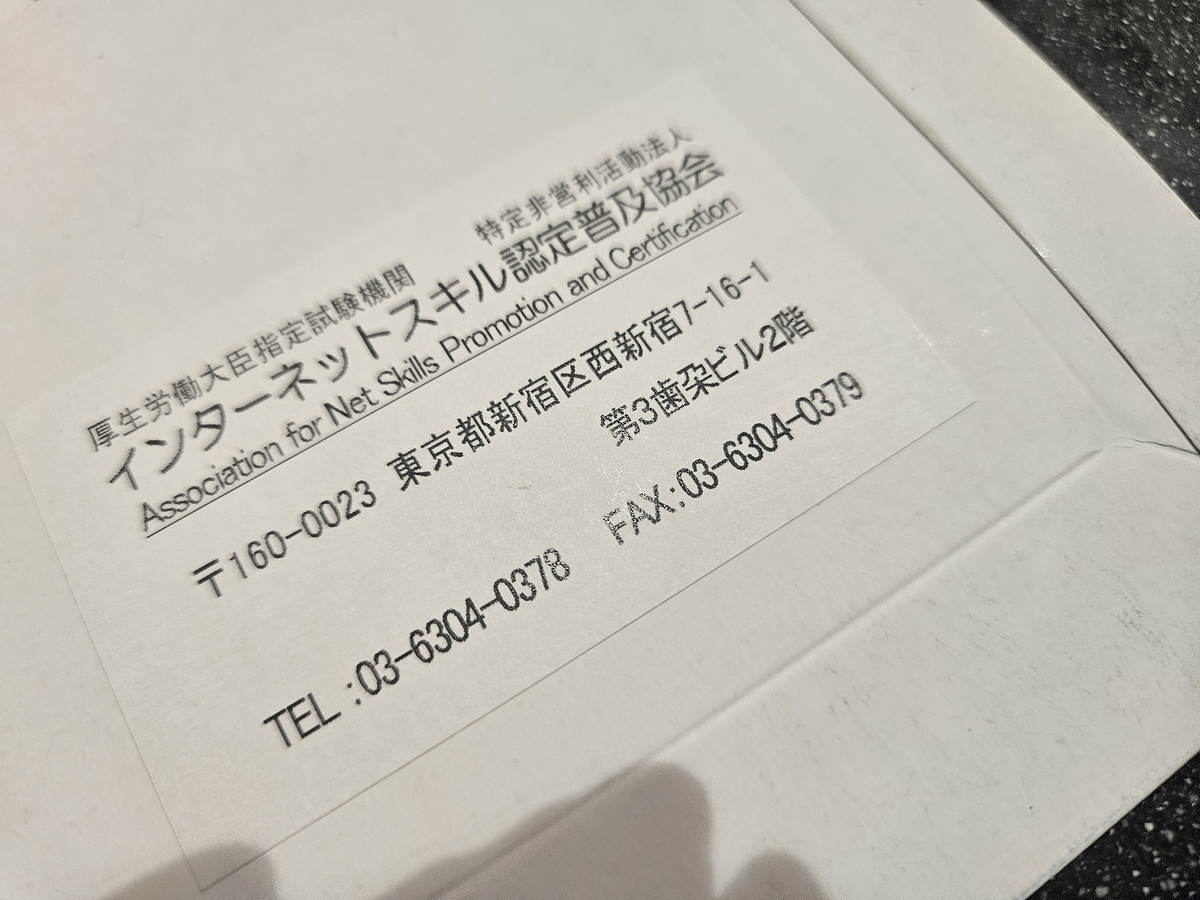 厚生労働大臣指定試験機関 特定非営利活動法人
インターネットスキル認定普及協会
Association for Net Skills Promotion and Certification
〒160-0023 東京都新宿区西新宿7-16-1
第3歯朶ビル2階
TEL:03-6304-0378 FAX:03-6304-0379